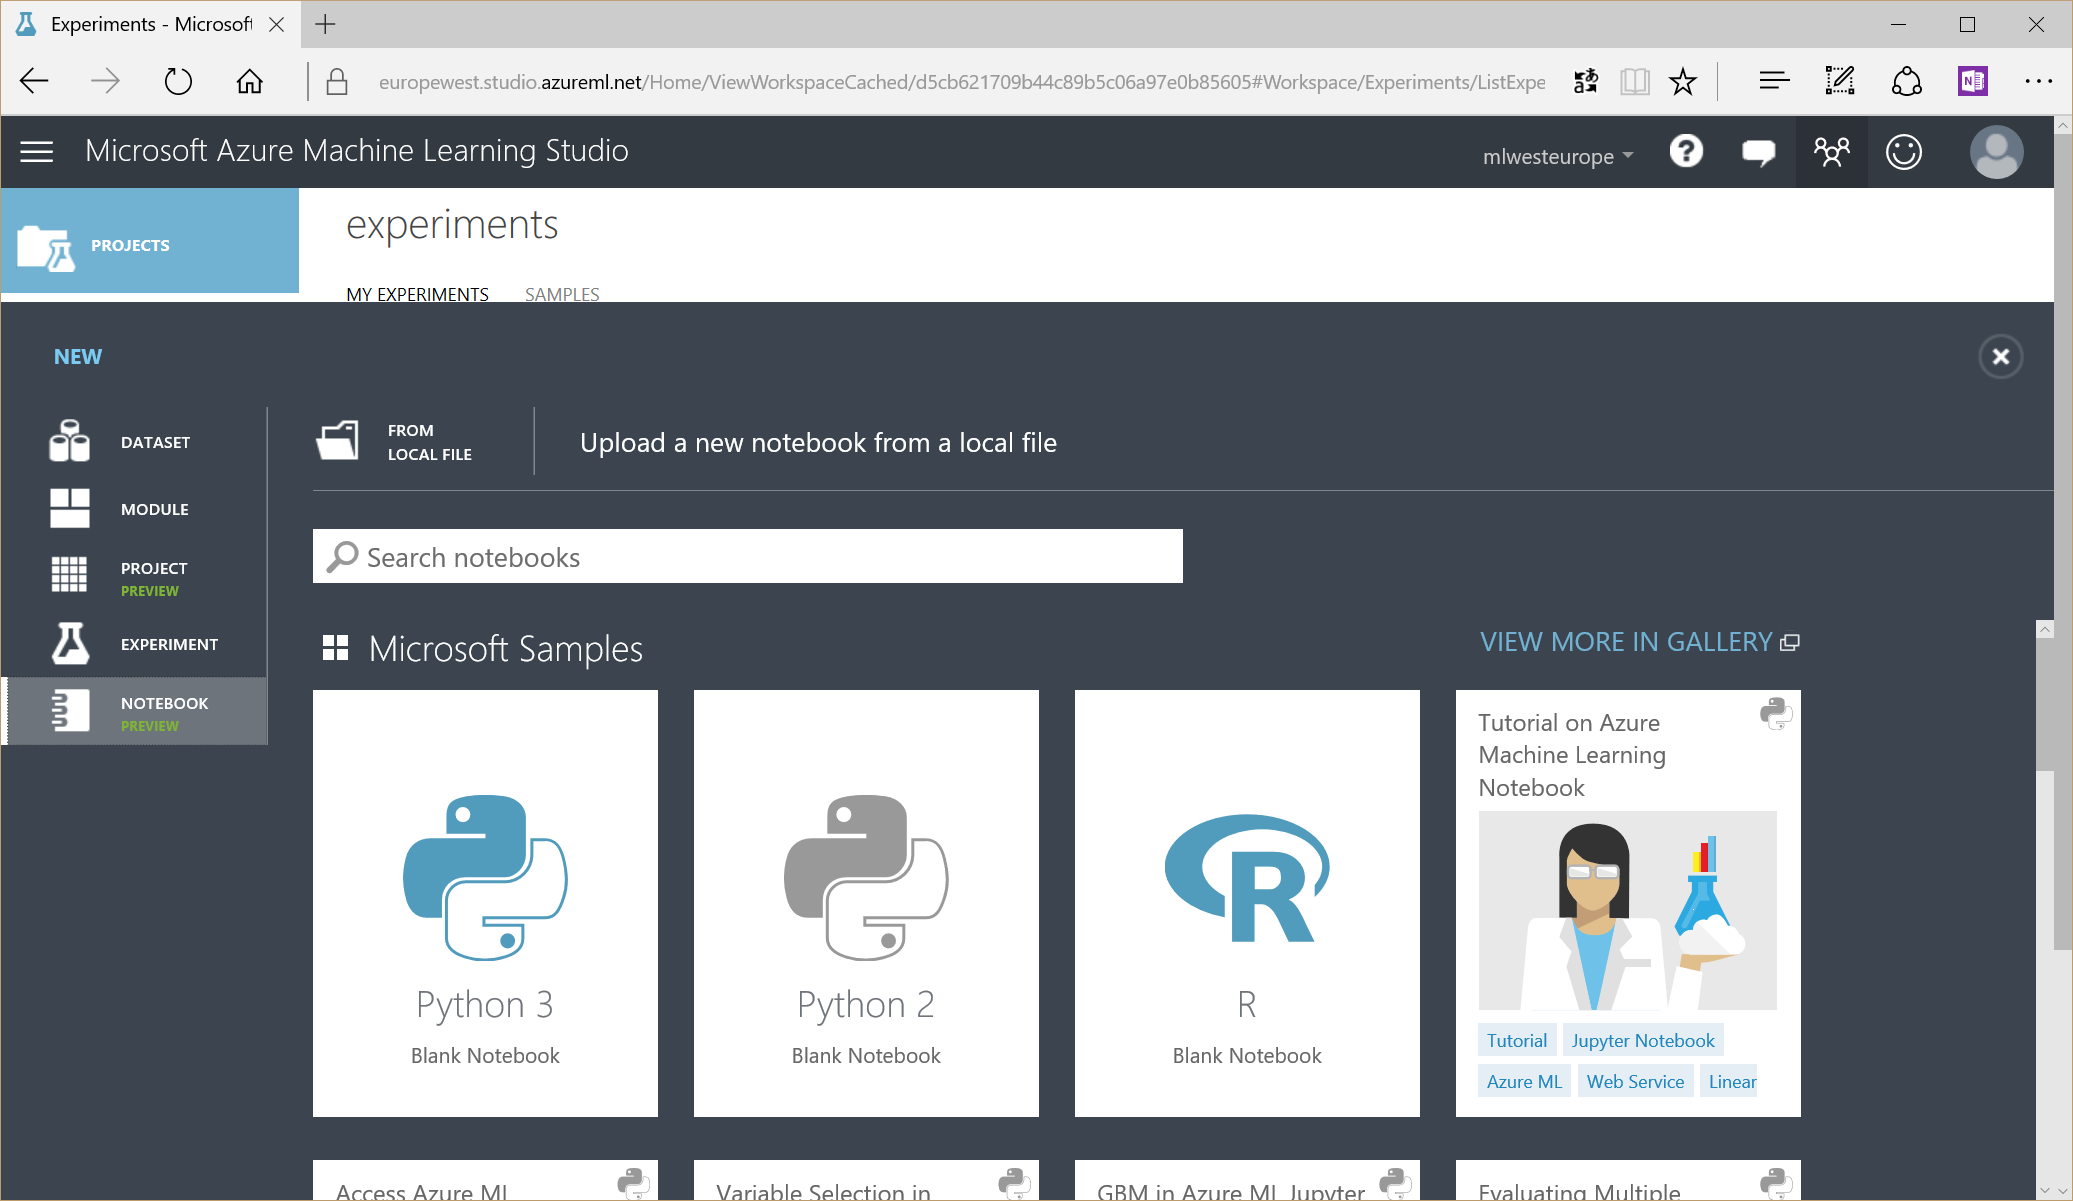 Experiments - Microsoft
europewest.studio.azureml.net/Home/ViewWorkspaceCached/d5cb621709b44c89b5c06a97e0b85605#Workspace/Experiments/ListExpe
Microsoft Azure Machine Learning Studio
mlwesteurope
PROJECTS
experiments
MY EXPERIMENTS
SAMPLES
NEW
DATASET
MODULE
PROJECT
PREVIEW
EXPERIMENT
NOTEBOOK
PREVIEW
FROM
LOCAL FILE
Upload a new notebook from a local file
Search notebooks
Microsoft Samples
VIEW MORE IN GALLERY
Python 3
Blank Notebook
Python 2
Blank Notebook
R
R
Blank Notebook
Tutorial on Azure
Machine Learning
Notebook
Tutorial
Jupyter Notebook
Azure ML
Web Service
Linear
Access Azure ML
Variable Selection in
GBM in Azure ML Jupyter
Evaluating Multiple